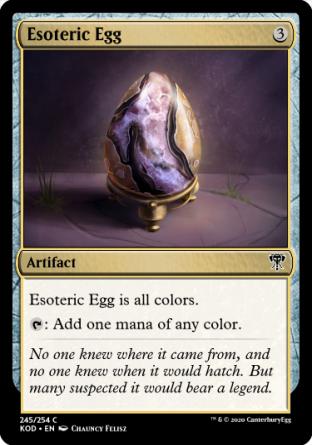 Esoteric Egg 3
Artifact
Esoteric Egg is all colors.
: Add one mana of any color.
No one knew where it came from, and
no one knew when it would hatch. But
many suspected it would bear a legend.
245/254 C
KOD • EN Chauncy Felisz
™ & © 2020 CanterburyEgg